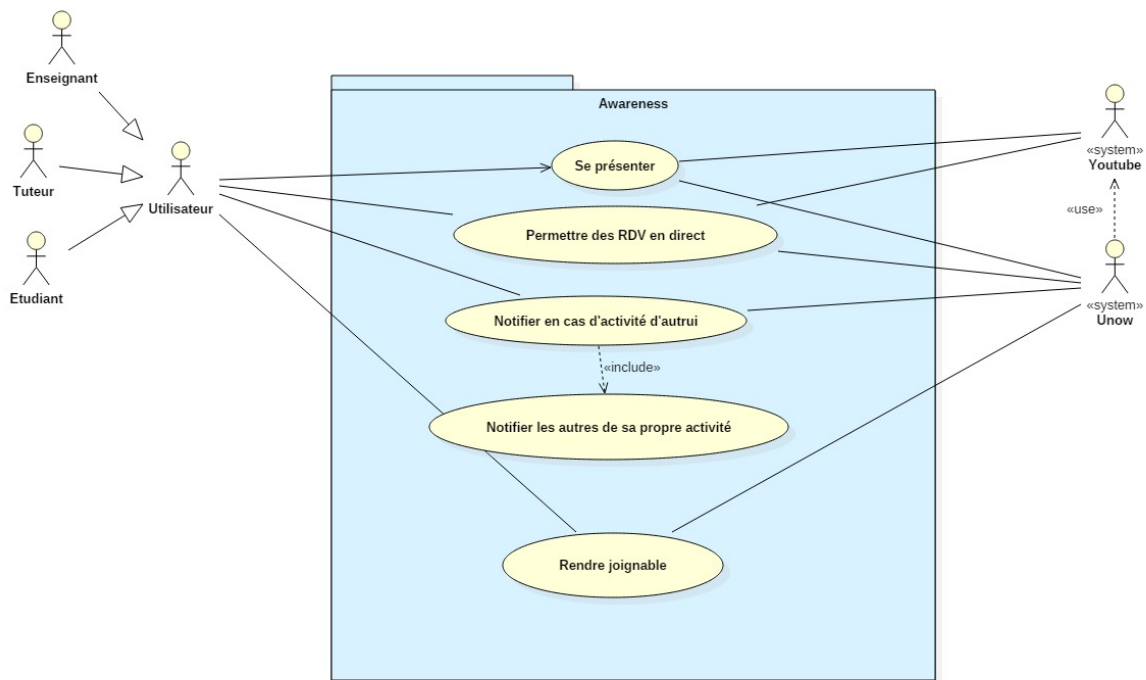 Enseignant
Tuteur
Etudiant
Utilisateur
Awareness
Se présenter
Permettre des RDV en direct
Notifier en cas d'activité d'autrui
«include»
Notifier les autres de sa propre activité
Rendre joignable
«system»
Youtube
«use»
«system»
Unow